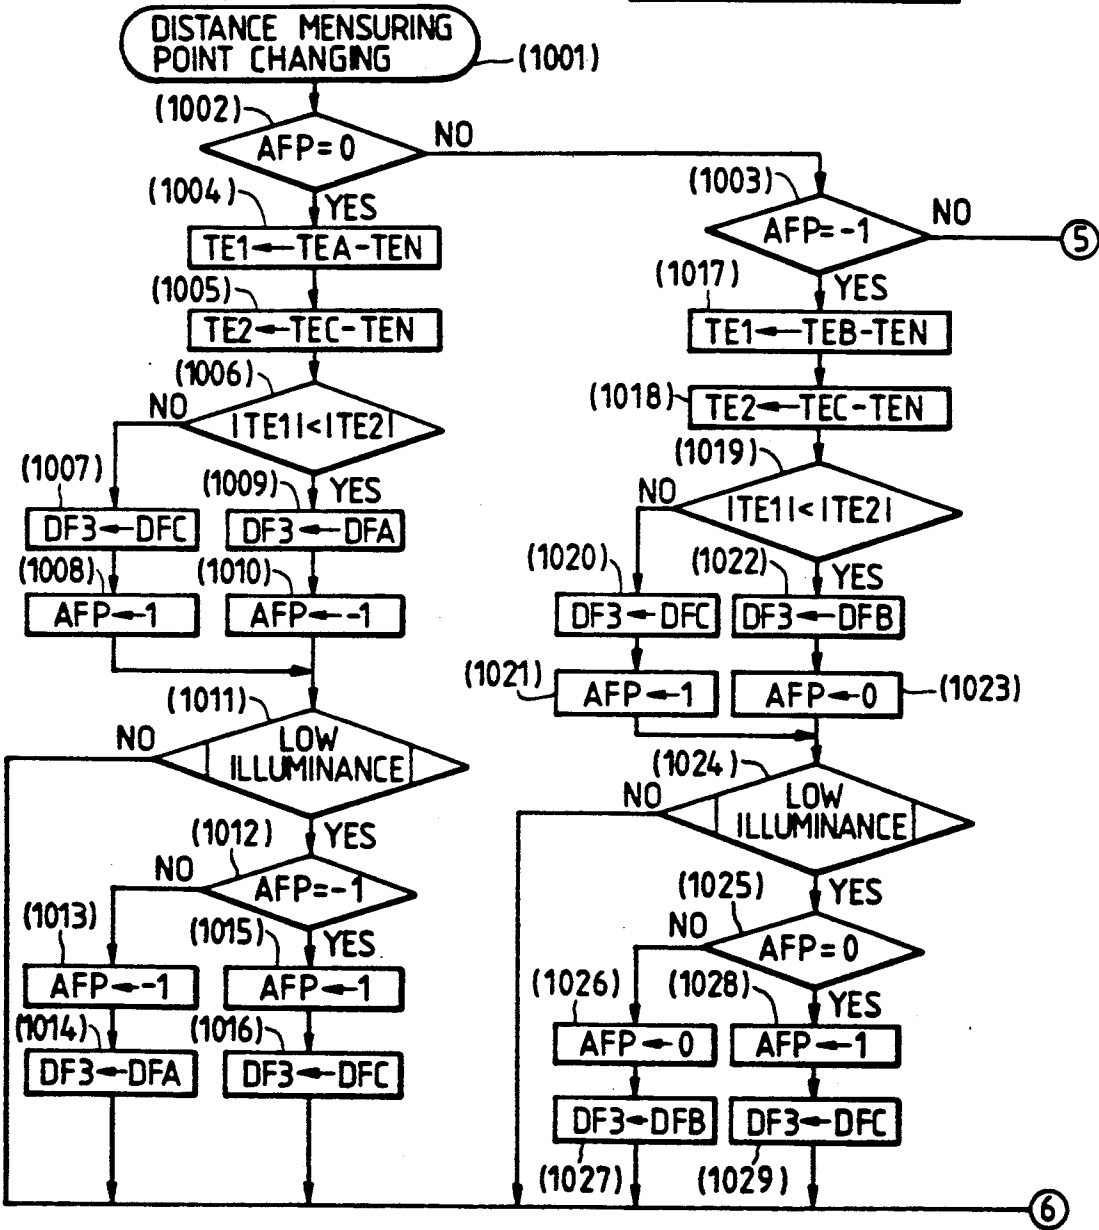 DISTANCE MENSURING
POINT CHANGING
(1001)
(1002)
AFP=0
NO
YES
(1004)
TE1←TEA-TEN
(1005)
TE2←TEC-TEN
(1006)
|TE1|<|TE2|
NO
YES
(1007)
DF3←DFC
(1008)
AFP←1
(1009)
DF3←DFA
(1010)
AFP←-1
(1011)
LOW
ILLUMINANCE
NO
YES
(1012)
AFP=-1
NO
YES
(1013)
AFP←-1
(1014)
DF3←DFA
(1015)
AFP←1
(1016)
DF3←DFC
(1003)
AFP=-1
NO
5
YES
(1017)
TE1←TEB-TEN
(1018)
TE2←TEC-TEN
(1019)
|TE1|<|TE2|
NO
YES
(1020)
DF3←DFC
(1021)
AFP←1
(1022)
DF3←DFB
(1023)
AFP←0
(1024)
LOW
ILLUMINANCE
NO
YES
(1025)
AFP=0
NO
YES
(1026)
AFP←0
(1027)
DF3←DFB
(1028)
AFP←1
(1029)
DF3←DFC
6